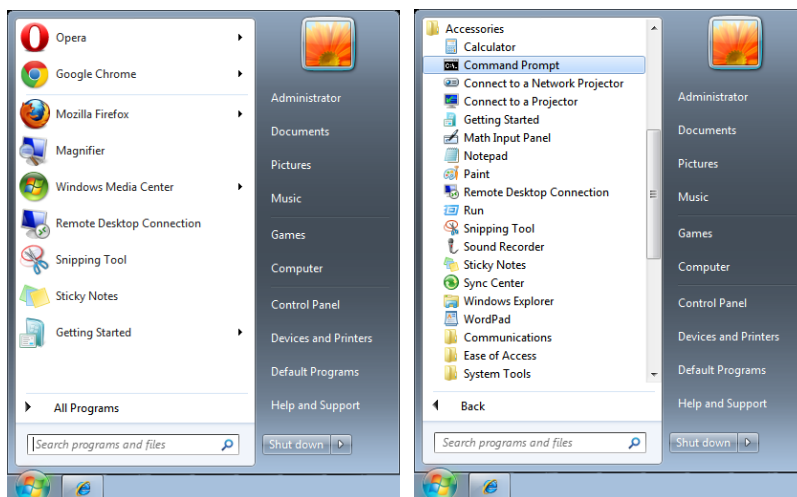 Opera
Google Chrome
Mozilla Firefox
Magnifier
Windows Media Center
Remote Desktop Connection
Snipping Tool
Sticky Notes
Getting Started
All Programs
Search programs and files
Administrator
Documents
Pictures
Music
Games
Computer
Control Panel
Devices and Printers
Default Programs
Help and Support
Shut down
Accessories
Calculator
Command Prompt
Connect to a Network Projector
Connect to a Projector
Getting Started
Math Input Panel
Notepad
Paint
Remote Desktop Connection
Run
Snipping Tool
Sound Recorder
Sticky Notes
Sync Center
Windows Explorer
WordPad
Communications
Ease of Access
System Tools
Back
Search programs and files
Administrator
Documents
Pictures
Music
Games
Computer
Control Panel
Devices and Printers
Default Programs
Help and Support
Shut down